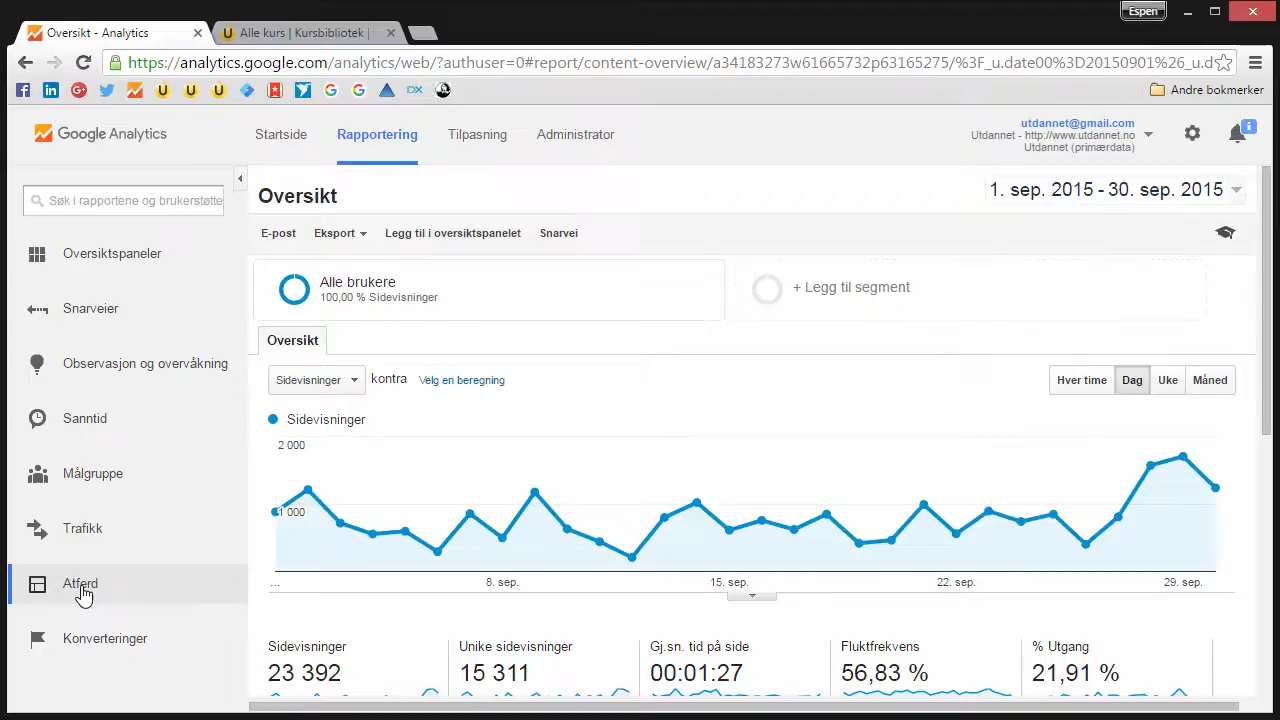 Espen
Oversikt - Analytics
Alle kurs | Kursbibliotek |
https://analytics.google.com/analytics/web/?authuser=0#report/content-overview/a34183273w61665732p63165275/%3F_u.date00%3D20150901%26_u.d
Andre bokmerker
Google Analytics
Startside
Rapportering
Tilpasning
Administrator
utdannet@gmail.com
Utdannet - http://www.utdannet.no
Utdannet (primærdata)
Søk i rapportene og brukerstøtte
Oversiktspaneler
Snarveier
Observasjon og overvåkning
Sanntid
Målgruppe
Trafikk
Atferd
Konverteringer
Oversikt
1. sep. 2015 - 30. sep. 2015
E-post
Eksport
Legg til i oversiktspanelet
Snarvei
Alle brukere
100,00 % Sidevisninger
+ Legg til segment
Oversikt
Sidevisninger
kontra
Velg en beregning
Hver time
Dag
Uke
Måned
Sidevisninger
2 000
1 000
...
8. sep.
15. sep.
22. sep.
29. sep.
Sidevisninger
23 392
Unike sidevisninger
15 311
Gj.sn. tid på side
00:01:27
Fluktfrekvens
56,83 %
% Utgang
21,91 %